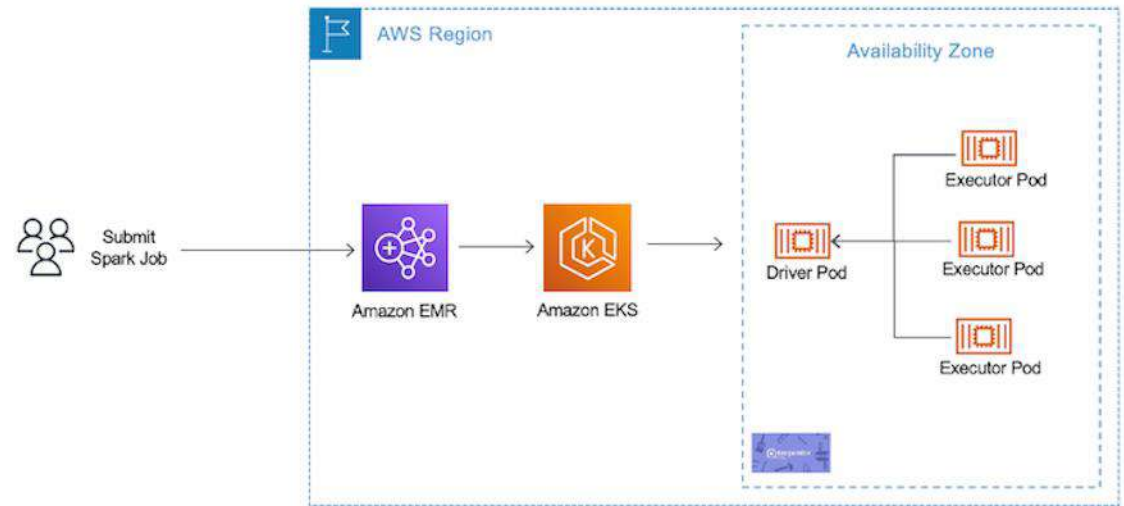 AWS Region
Availability Zone
Executor Pod
Submit
Spark Job
Driver Pod
Executor Pod
Amazon EMR
Amazon EKS
Executor Pod